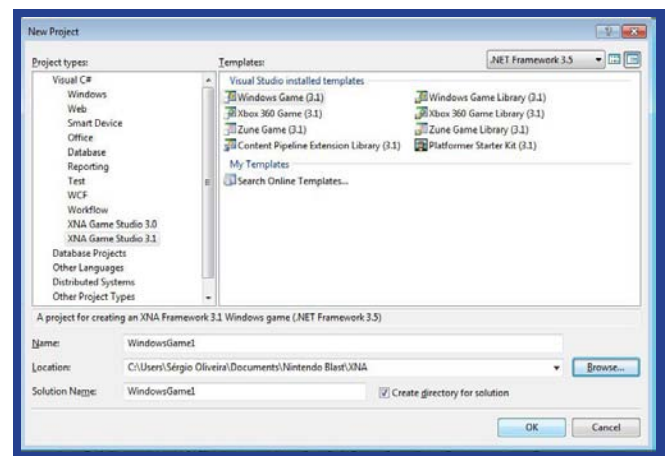 New Project
Project types:
Templates:
.NET Framework 3.5
Visual C#
Windows
Web
Smart Device
Office
Database
Reporting
Test
WCF
Workflow
XNA Game Studio 3.0
XNA Game Studio 3.1
Database Projects
Other Languages
Distributed Systems
Other Project Types
Visual Studio installed templates
Windows Game (3.1)
Windows Game Library (3.1)
Xbox 360 Game (3.1)
Xbox 360 Game Library (3.1)
Zune Game (3.1)
Zune Game Library (3.1)
Content Pipeline Extension Library (3.1)
Platformer Starter Kit (3.1)
My Templates
Search Online Templates...
A project for creating an XNA Framework 3.1 Windows game (.NET Framework 3.5)
Name:
WindowsGame1
Location:
C:\Users\Sérgio Oliveira\Documents\Nintendo Blast\XNA
Browse...
Solution Name:
WindowsGame1
Create directory for solution
OK
Cancel